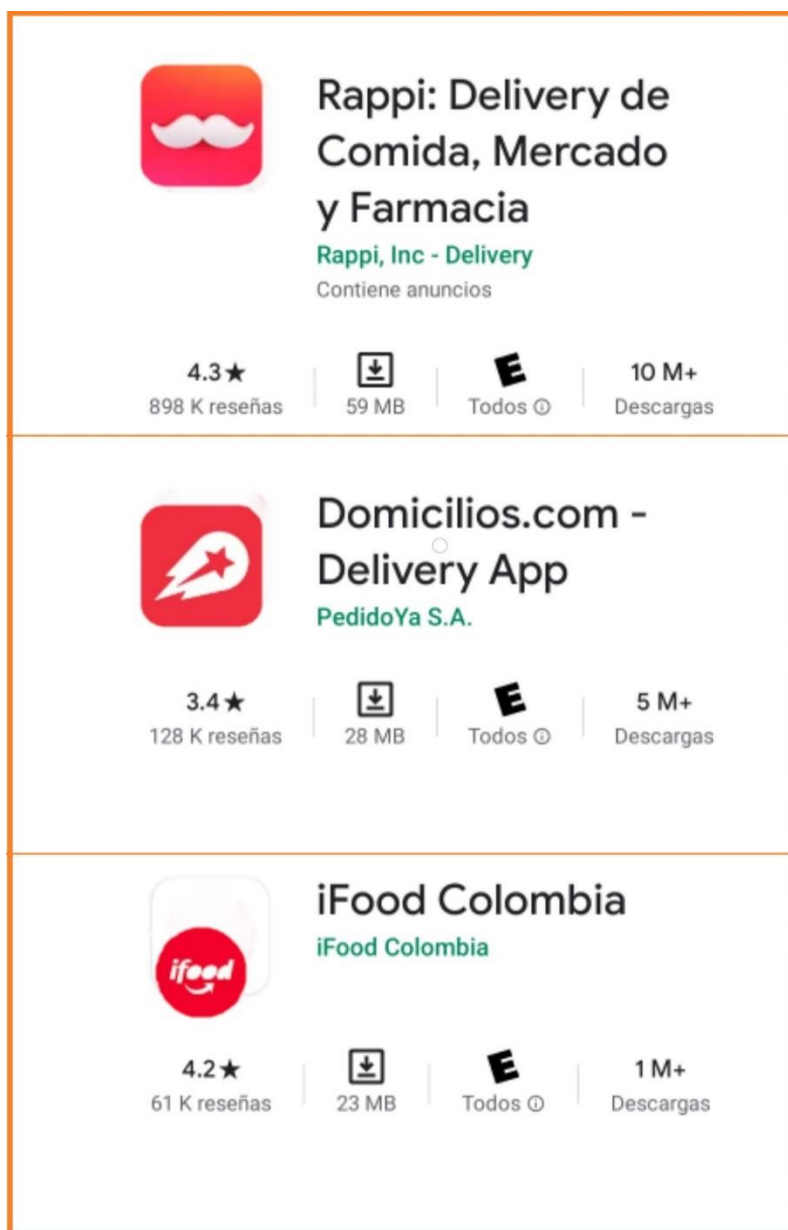 Rappi: Delivery de
Comida, Mercado
y Farmacia
Rappi, Inc - Delivery
Contiene anuncios
4.3★ 59 MB E 10 M+
898 K reseñas Todos Descargas
Domicilios.com -
Delivery App
PedidoYa S.A.
3.4★ E 5 M+
128 K reseñas 28 MB Todos Descargas
iFood Colombia
iFood Colombia
ifood
4.2★ E 1 M+
61 K reseñas 23 MB Todos Descargas